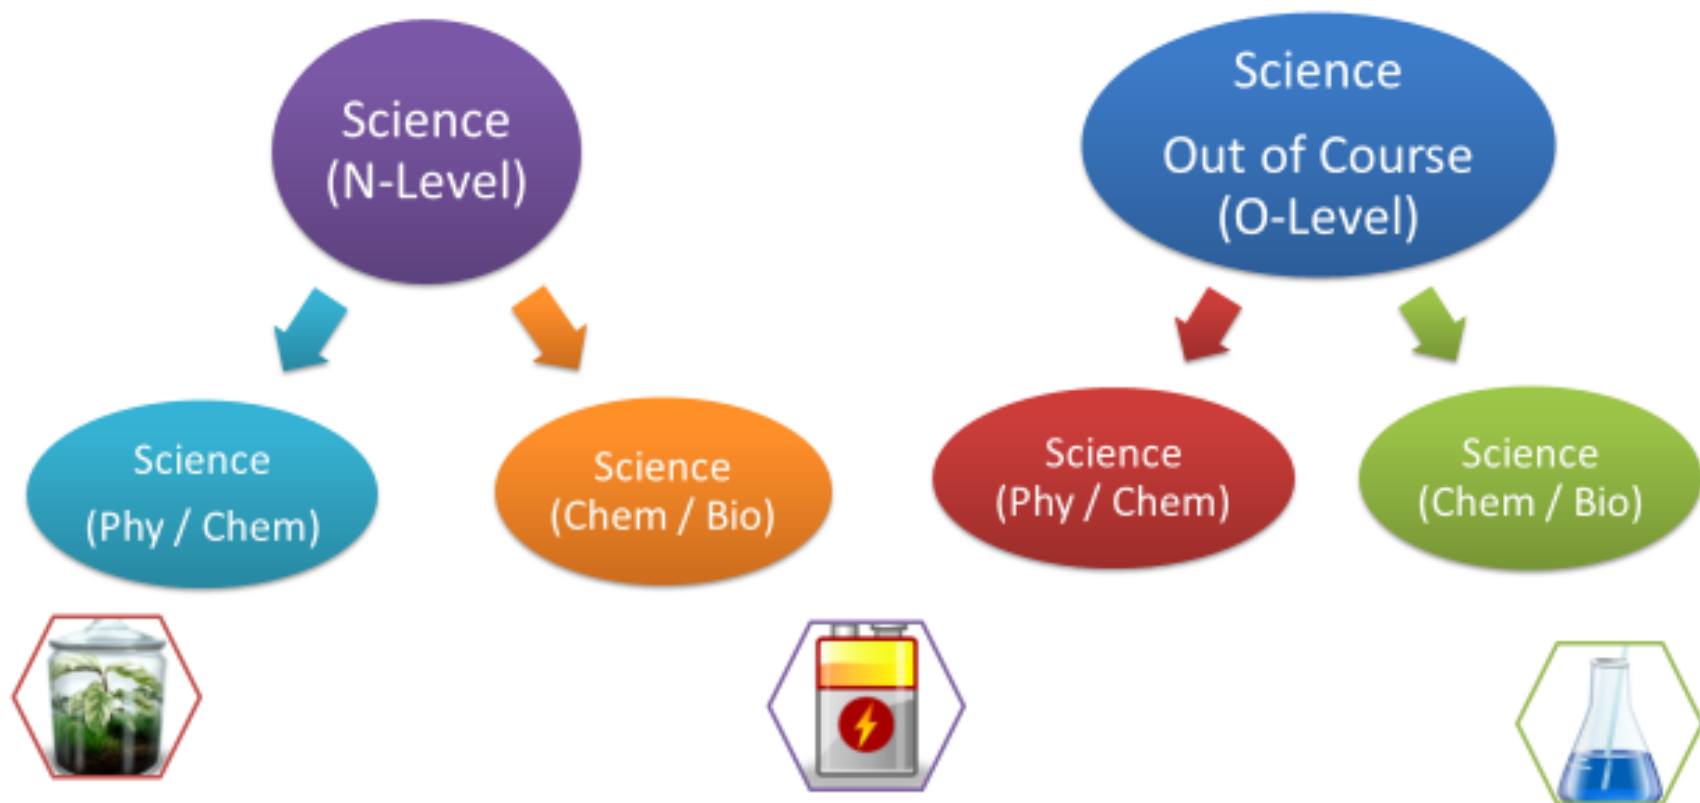 Science
(N-Level)
Science
Out of Course
(O-Level)
Science
(Phy / Chem)
Science
(Chem / Bio)
Science
(Phy / Chem)
Science
(Chem / Bio)